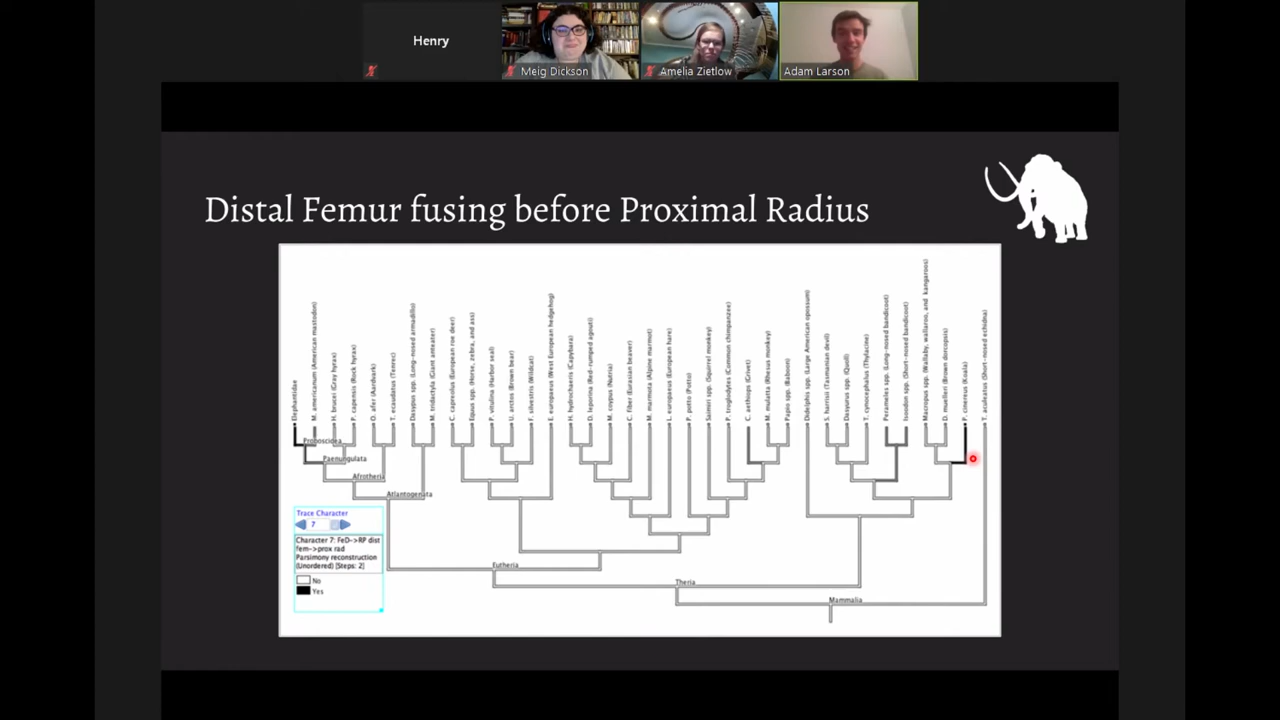 Henry
Meig Dickson
Amelia Zietlow
Adam Larson
Distal Femur fusing before Proximal Radius
Elephantidae
M. americanum (American mastodon)
H. brucei (Gray hyrax)
P. capensis (Rock hyrax)
O. afer (Aardvark)
T. ecaudatus (Tenrec)
Dasypus spp. (Long-nosed armadillo)
M. tridactyla (Giant anteater)
C. capreolus (European roe deer)
Equus spp. (Horse, zebra, and ass)
P. vitulina (Harbor seal)
U. arctos (Brown bear)
F. silvestris (Wildcat)
E. europaeus (West European hedgehog)
H. hydrochaeris (Capybara)
D. leporina (Red-rumped agouti)
M. coypus (Nutria)
C. fiber (Eurasian beaver)
M. marmota (Alpine marmot)
L. europaeus (European hare)
P. potto (Potto)
Saimiri spp. (Squirrel monkey)
P. troglodytes (Common chimpanzee)
C. aethiops (Grivet)
M. mulatta (Rhesus monkey)
Papio spp. (Baboon)
Didelphis spp. (Large American opossum)
S. harrisii (Tasmanian devil)
Dasyurus spp. (Quoll)
T. cynocephalus (Thylacine)
Perameles spp. (Long-nosed bandicoot)
Isoodon spp. (Short-nosed bandicoot)
Macropus spp. (Wallaby, wallaroo, and kangaroos)
D. muelleri (Brown dorcopsis)
P. cinereus (Koala)
T. aculeatus (Short-nosed echidna)
Proboscidea
Paenungulata
Afrotheria
Atlantogenata
Eutheria
Theria
Mammalia
Trace Character
7
Character 7: FeD->RP dist
fem->prox rad
Parsimony reconstruction
(Unordered) [Steps: 2]
No
Yes